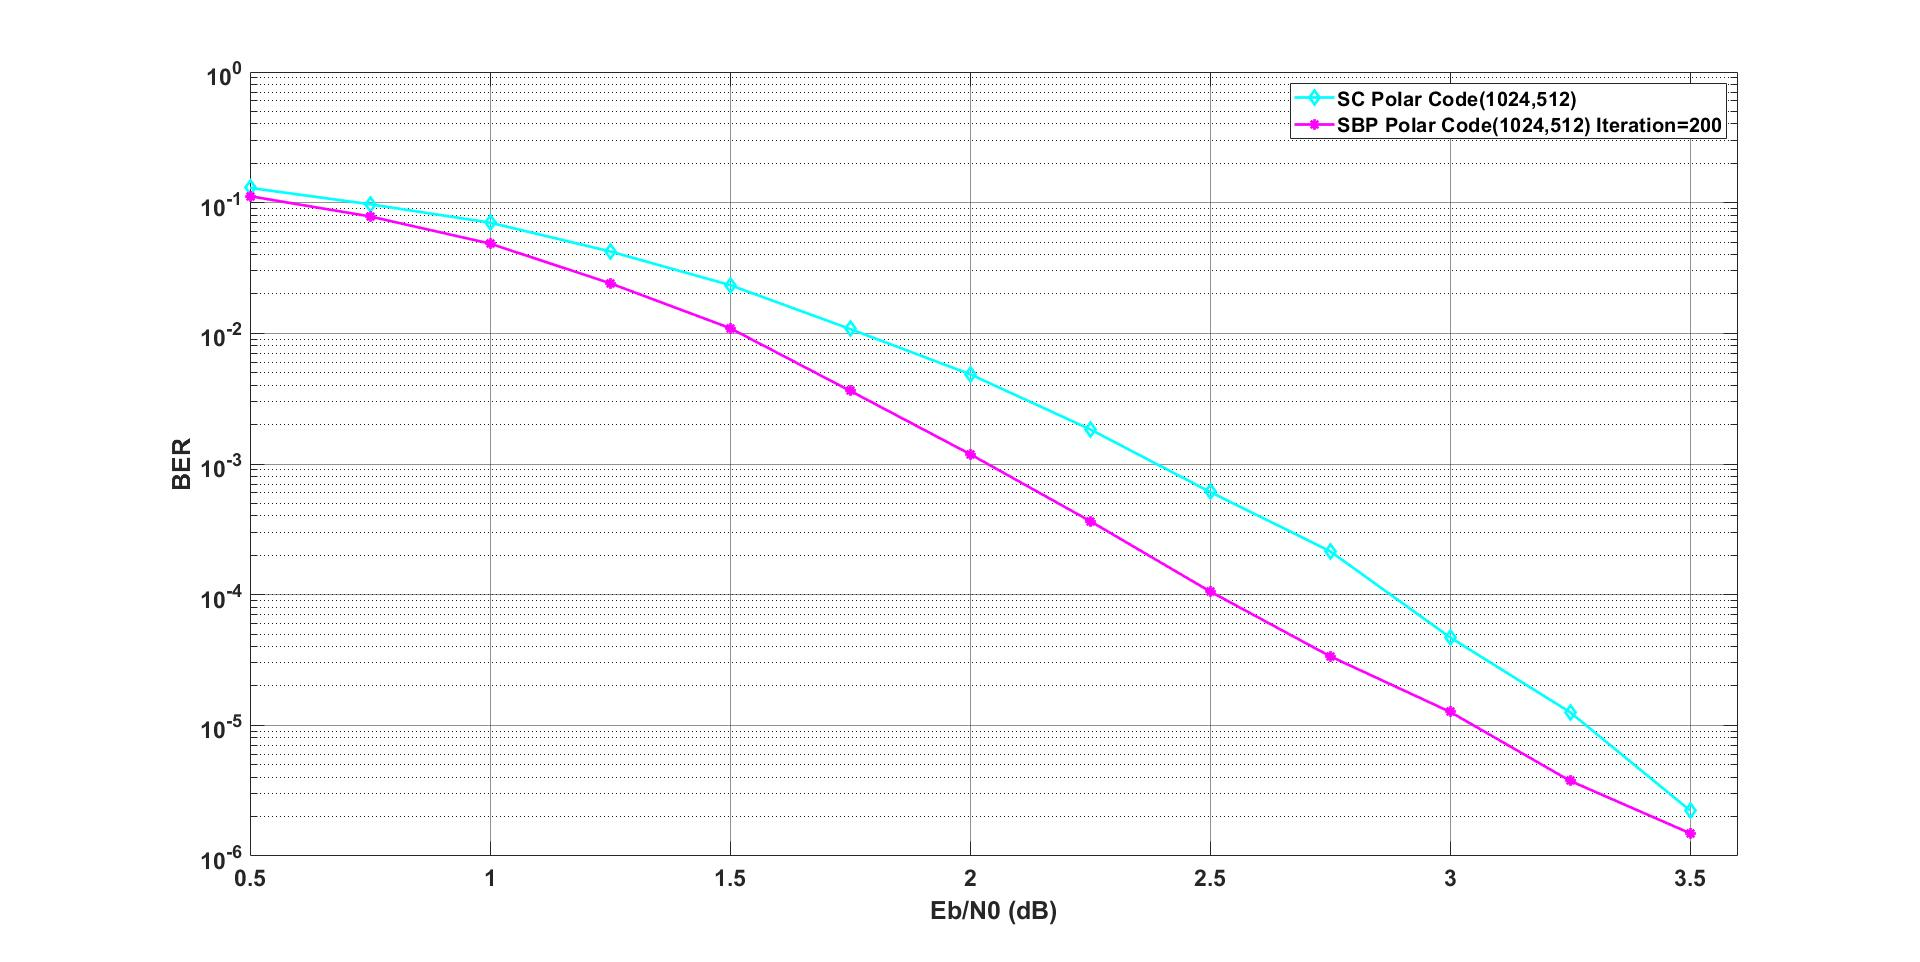 10^0
SC Polar Code(1024,512)
SBP Polar Code(1024,512) Iteration=200
10^-1
10^-2
10^-3
BER
10^-4
10^-5
10^-6
0.5 1 1.5 2 2.5 3 3.5
Eb/N0 (dB)